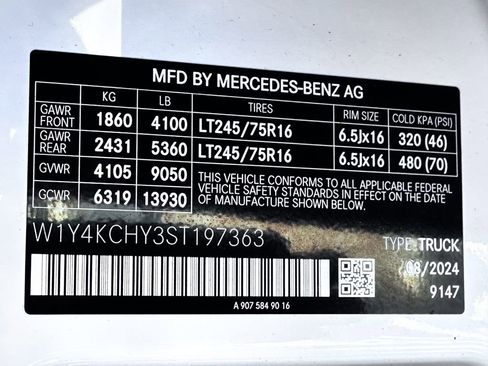 MFD BY MERCEDES-BENZ AG
KG LB TIRES RIM SIZE COLD KPA (PSI)
GAWR FRONT 1860 4100 LT245/75R16 6.5Jx16 320 (46)
GAWR REAR 2431 5360 LT245/75R16 6.5Jx16 480 (70)
GVWR 4105 9050
GCWR 6319 13930
THIS VEHICLE CONFORMS TO ALL APPLICABLE FEDERAL
VEHICLE SAFETY STANDARDS IN EFFECT ON THE DATE
OF MANUFACTURE SHOWN ABOVE.
W1Y4KCHY3ST197363
TYPE TRUCK
08/2024
9147
A 907 584 90 16